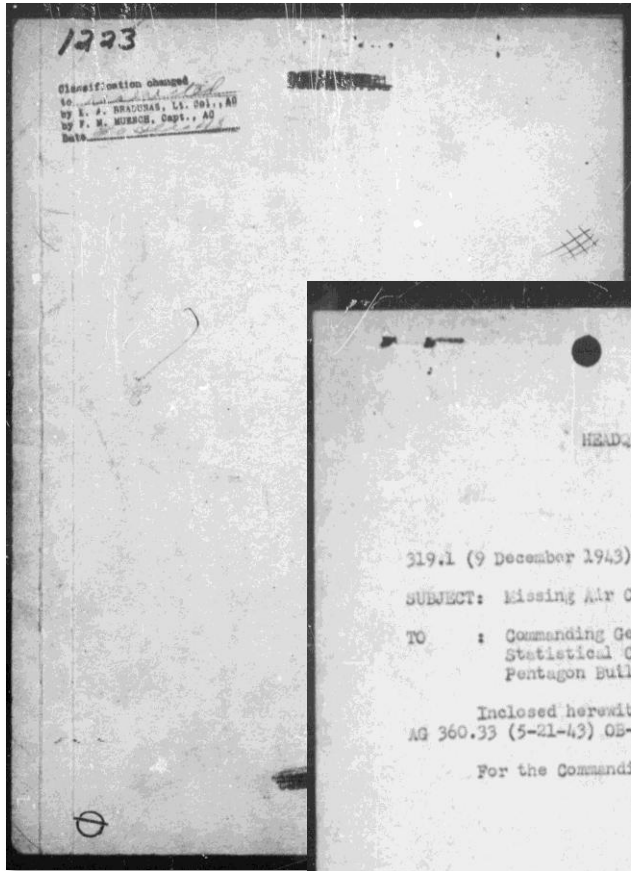 1223
Classification changed
to
by E. J. BRADUNAS, Lt. Col., AG
by F. M. MUENCH, Capt., AC
Date
HEADQ
319.1 (9 December 1943)
SUBJECT: Missing Air C
TO : Commanding Ge
Statistical C
Pentagon Buil
Inclosed herewit
AG 360.33 (5-21-43) OB-
For the Commandi